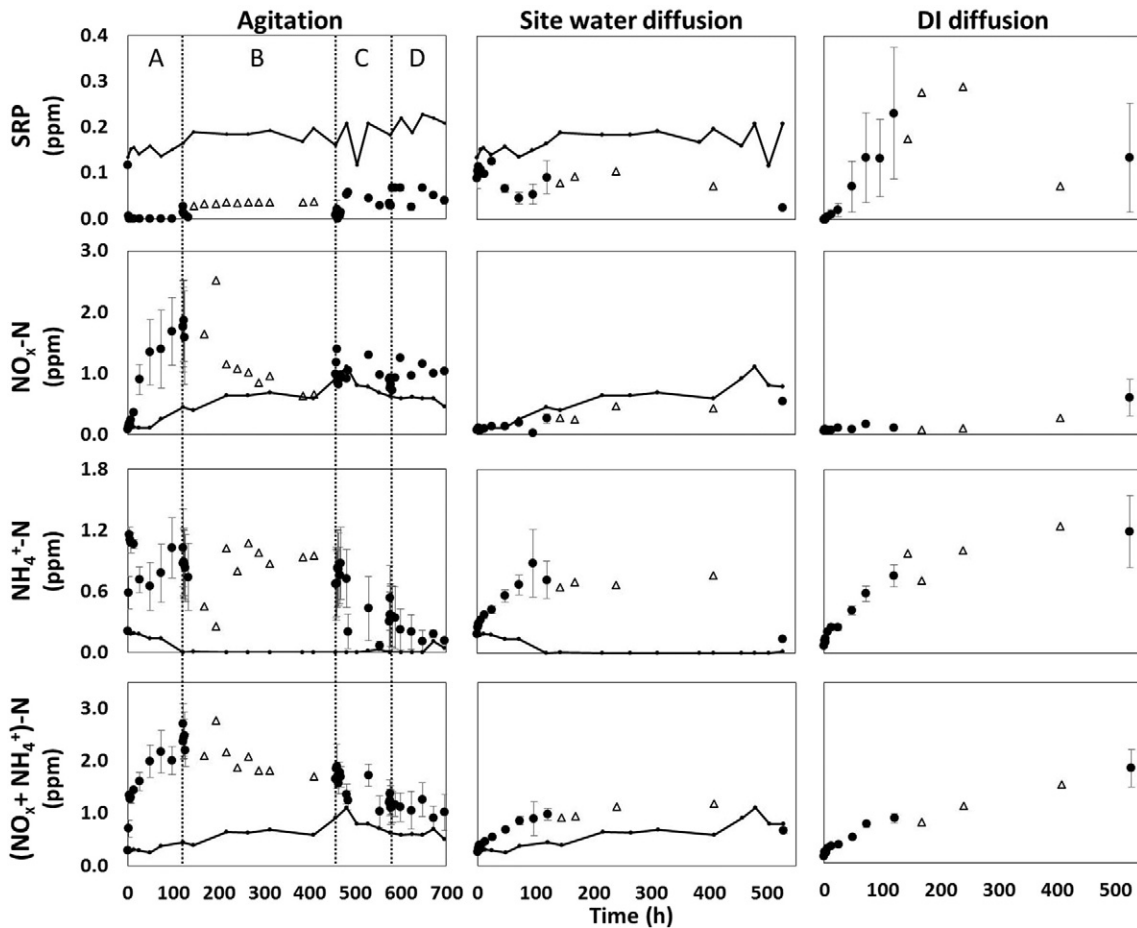 Agitation Site water diffusion DI diffusion
A B C D
SRP
(ppm)
0.4
0.3
0.2
0.1
0.0
NOx-N
(ppm)
3.0
2.0
1.0
0.0
NH₄⁺-N
(ppm)
1.8
1.2
0.6
0.0
(NOₓ+ NH₄⁺)-N
(ppm)
3.0
2.0
1.0
0.0
0 100 200 300 400 500 600 700 0 100 200 300 400 500 0 100 200 300 400 500
Time (h)